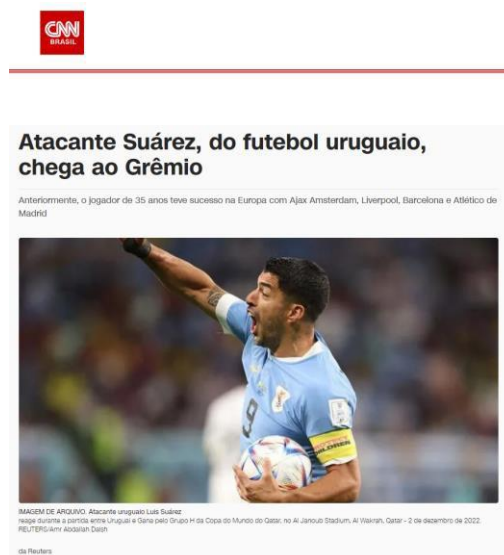 CNN
BRASIL
Atacante Suárez, do futebol uruguaio,
chega ao Grêmio
Anteriormente, o jogador de 35 anos teve sucesso na Europa com Ajax Amsterdam, Liverpool, Barcelona e Atlético de
Madrid
9
IMAGEM DE ARQUIVO. Atacante uruguaio Luis Suárez
reage durante a partida entre Uruguai e Gana pelo Grupo H da Copa do Mundo do Qatar, no Al Janoub Stadium, Al Wakrah, Qatar - 2 de dezembro de 2022.
REUTERS/Amr Abdallah Dalsh
da Reuters